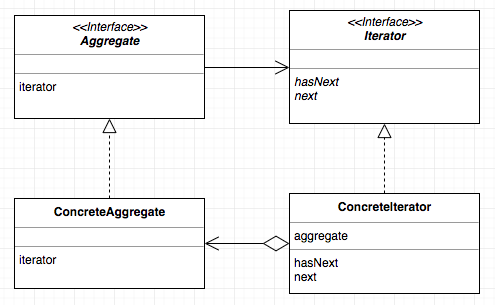 <<Interface>>
Aggregate
iterator
<<Interface>>
Iterator
hasNext
next
ConcreteAggregate
iterator
ConcreteIterator
aggregate
hasNext
next